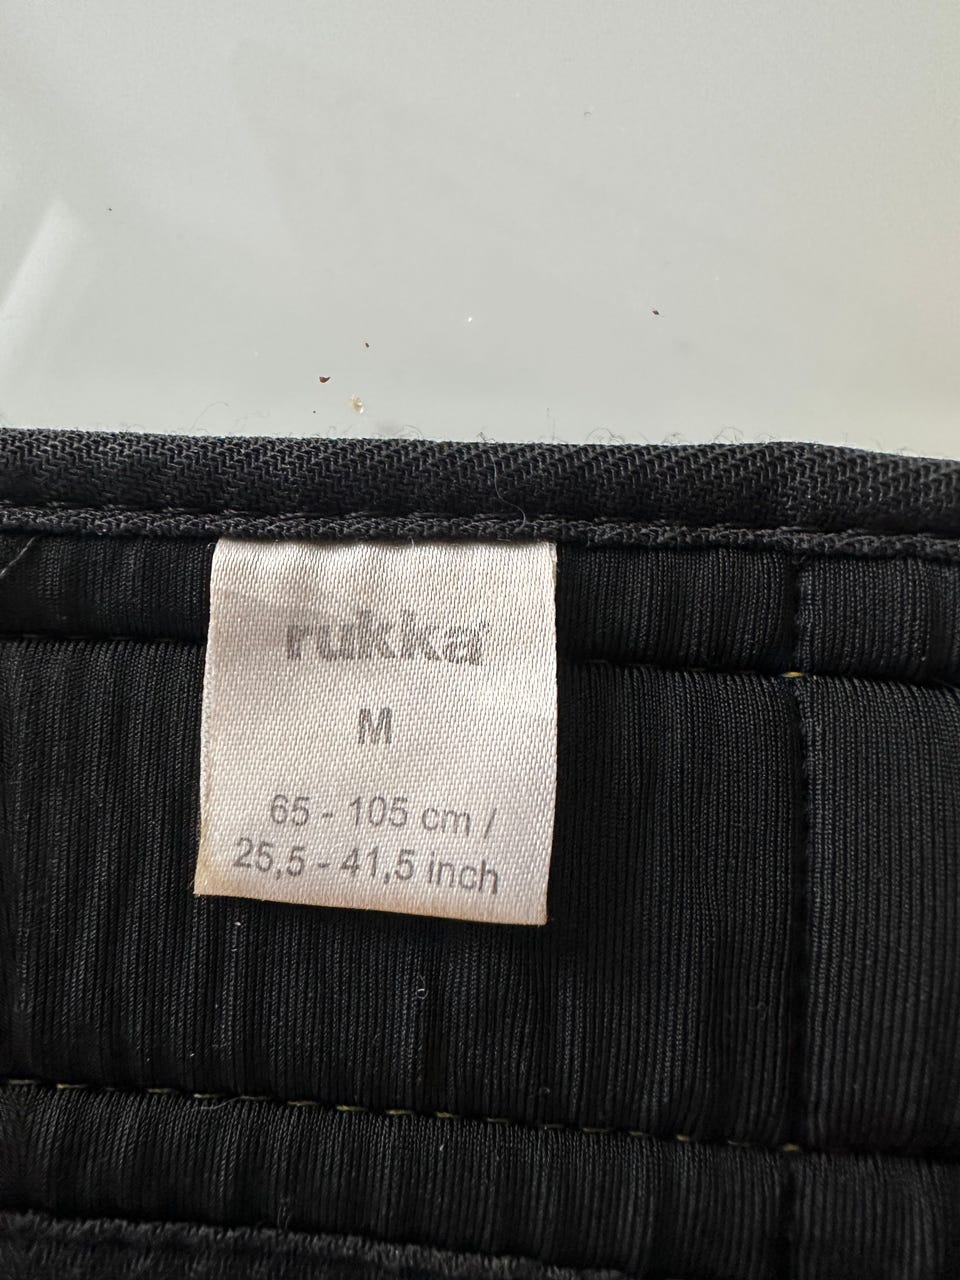 rukka
M
65 - 105 cm /
25,5 - 41,5 inch